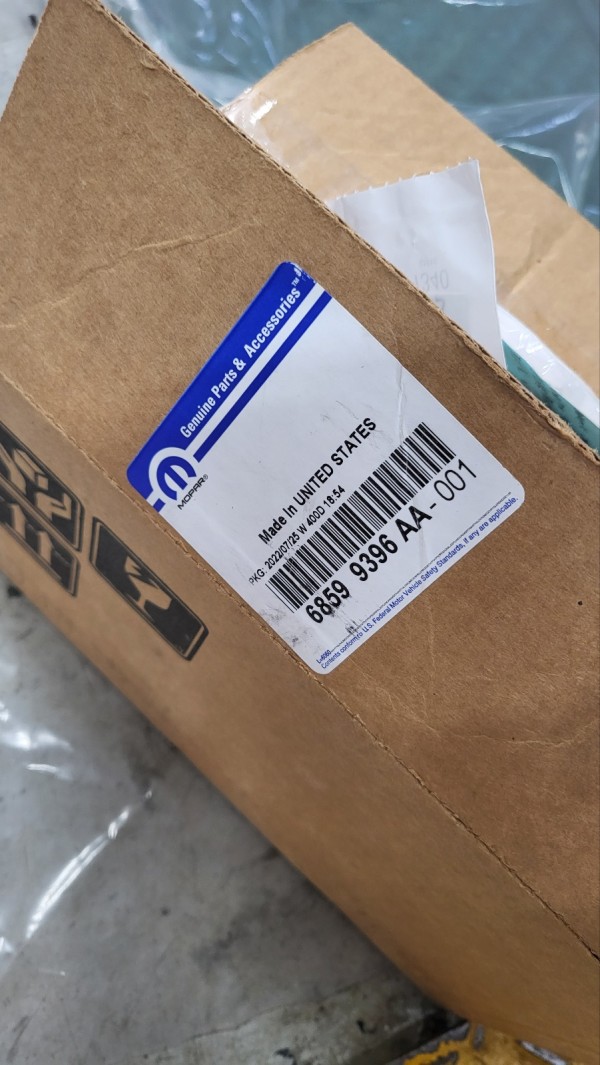 Genuine Parts & Accessories™
MOPAR®
Made In UNITED STATES
PKG: 2022/07/25 W 400D 18:54
6859 9396 AA - 001
Contents conform to U.S. Federal Motor Vehicle Safety Standards, if any are applicable.